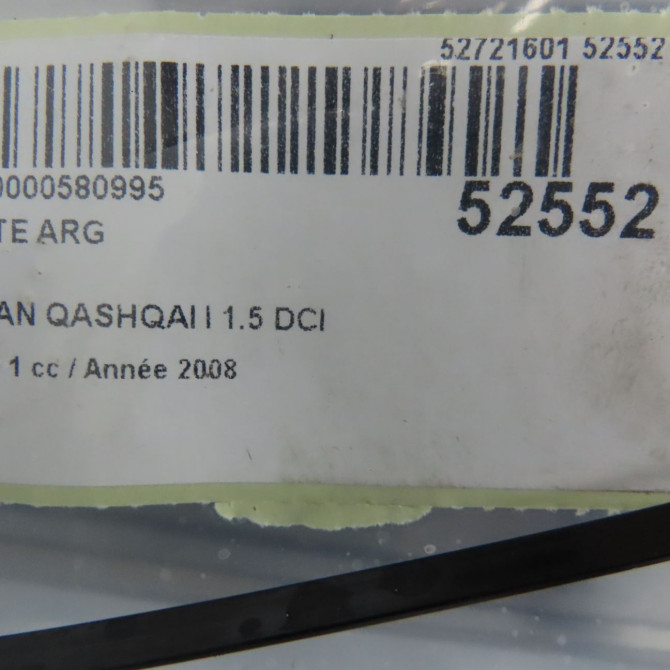 52721601 52552
0000580995
52552
TE ARG
AN QASHQAI I 1.5 DCI
1 cc / Année 2008